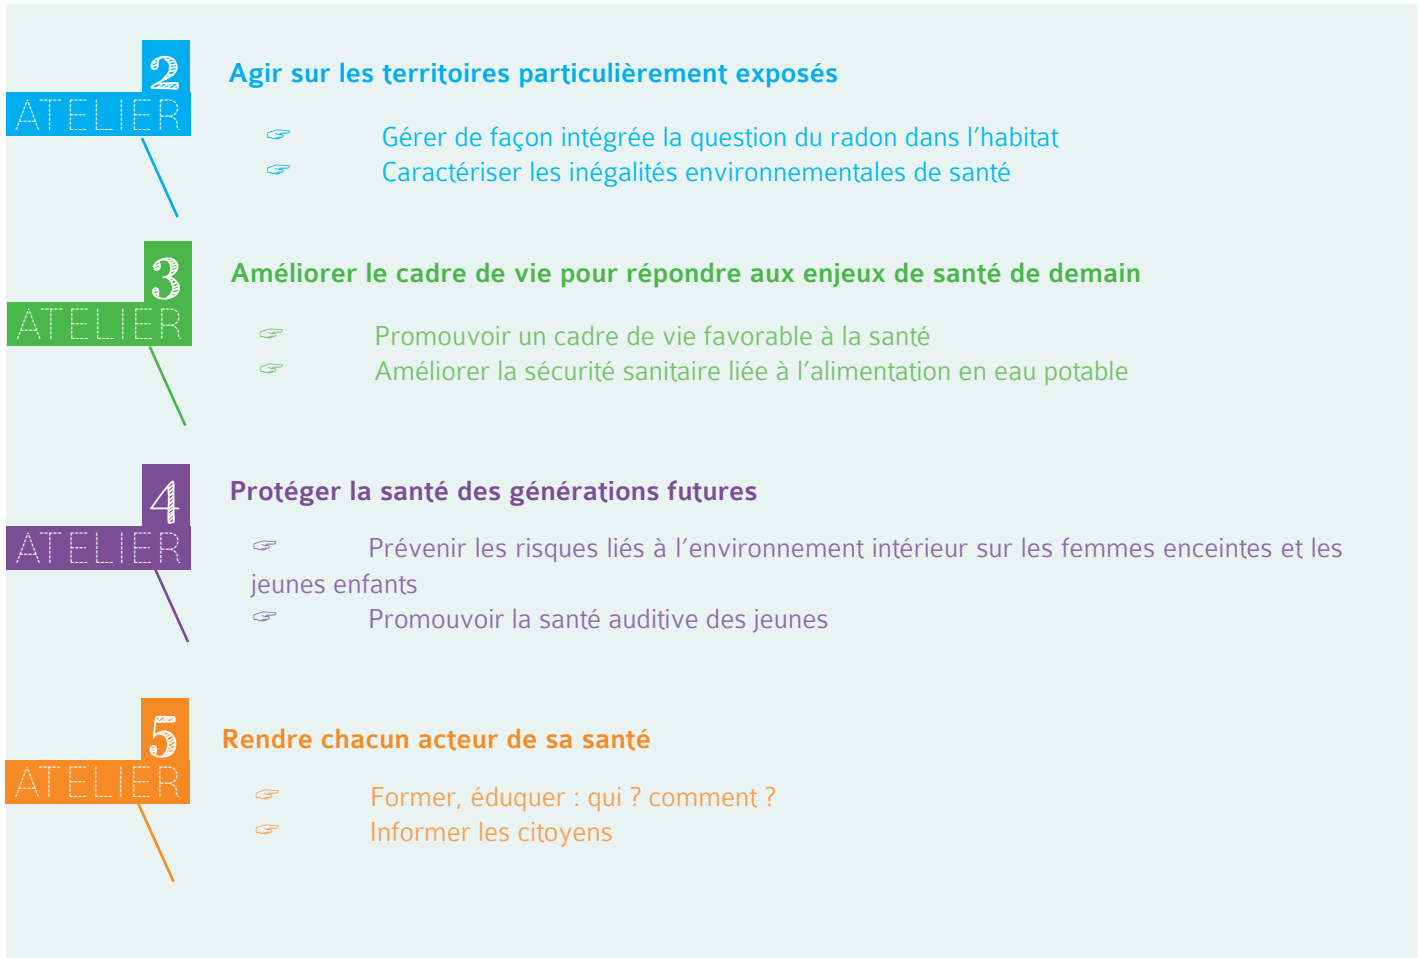 2
ATELIER
Agir sur les territoires particulièrement exposés
☞ Gérer de façon intégrée la question du radon dans l’habitat
☞ Caractériser les inégalités environnementales de santé
3
ATELIER
Améliorer le cadre de vie pour répondre aux enjeux de santé de demain
☞ Promouvoir un cadre de vie favorable à la santé
☞ Améliorer la sécurité sanitaire liée à l’alimentation en eau potable
4
ATELIER
Protéger la santé des générations futures
☞ Prévenir les risques liés à l’environnement intérieur sur les femmes enceintes et les
jeunes enfants
☞ Promouvoir la santé auditive des jeunes
5
ATELIER
Rendre chacun acteur de sa santé
☞ Former, éduquer : qui ? comment ?
☞ Informer les citoyens